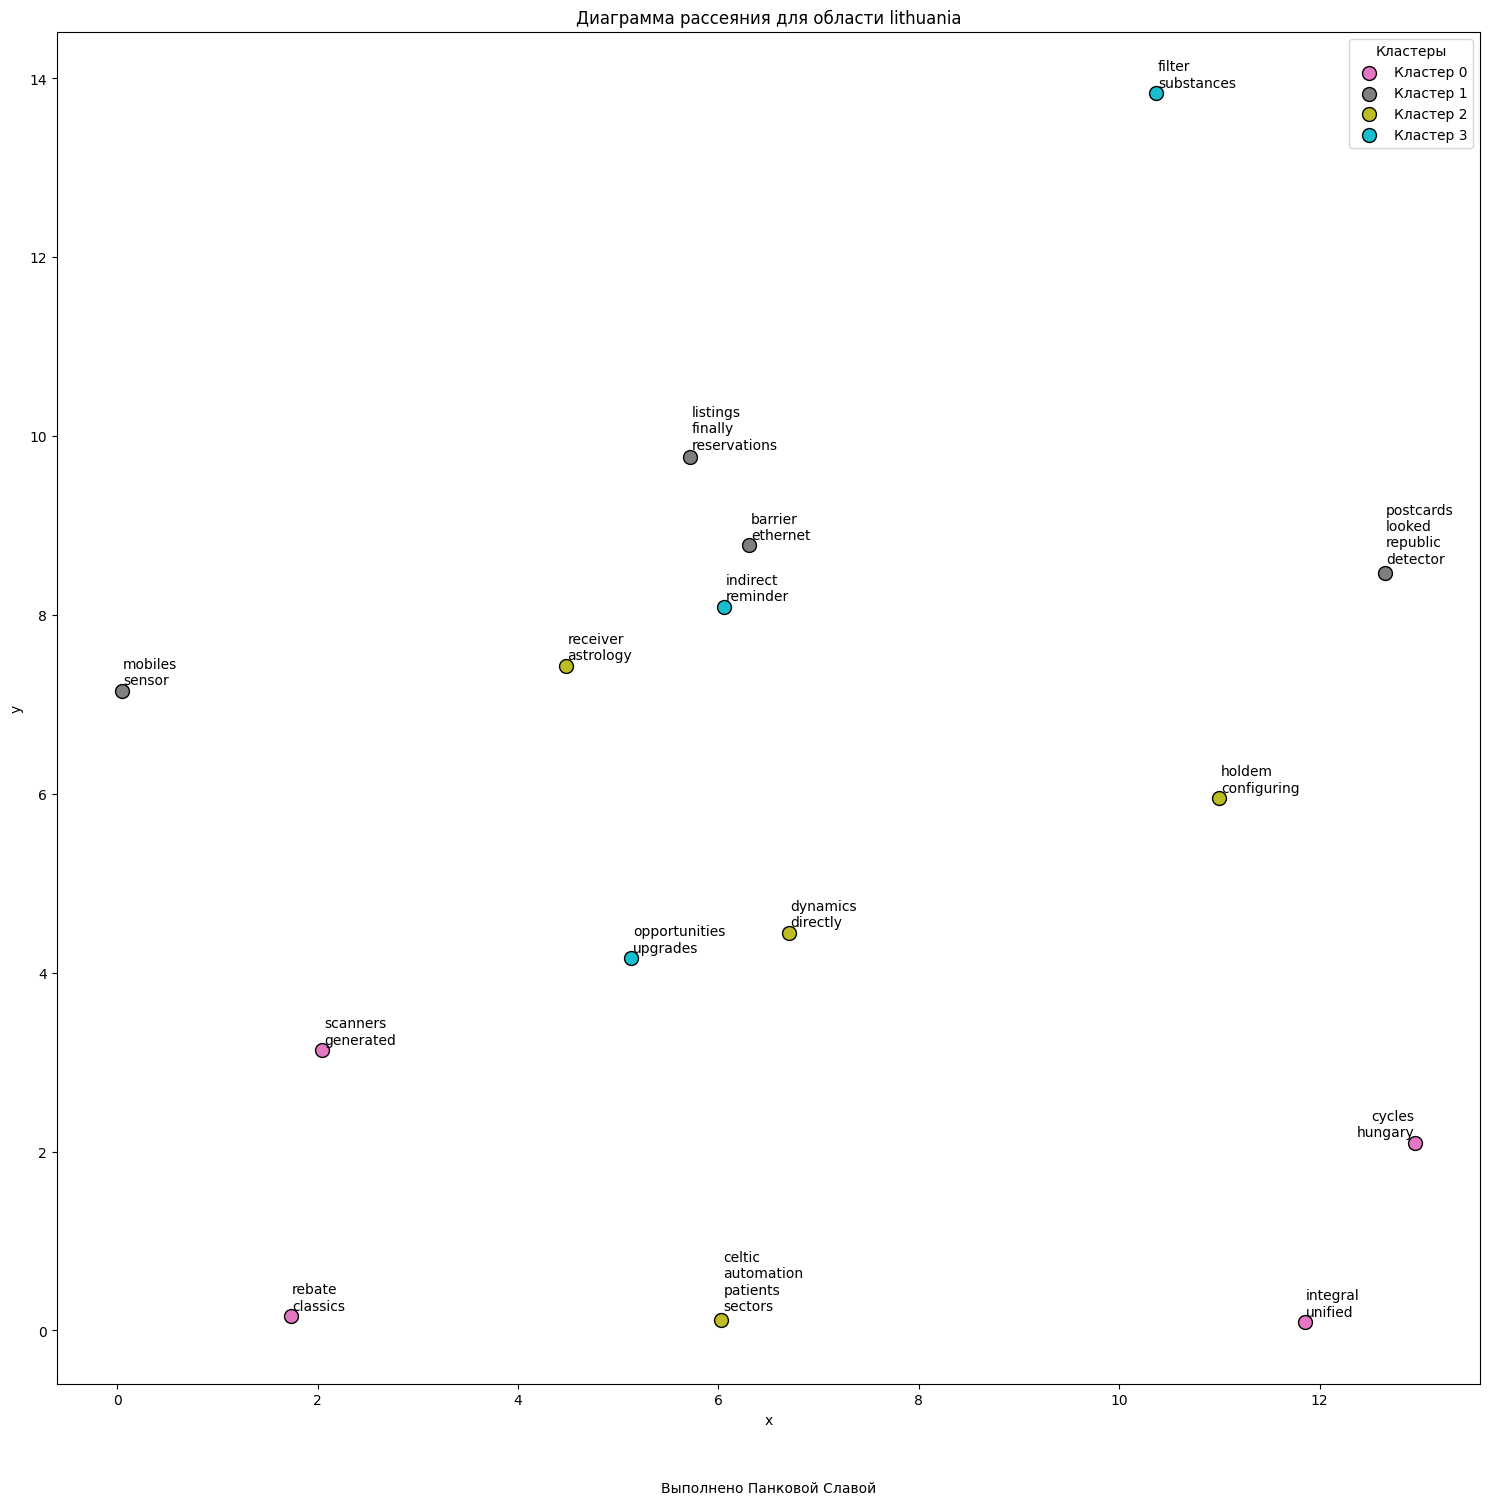 Диаграмма рассеяния для области lithuania
Кластеры
Кластер 0
Кластер 1
Кластер 2
Кластер 3
filter
substances
listings
finally
reservations
barrier
ethernet
postcards
looked
republic
detector
indirect
reminder
receiver
astrology
mobiles
sensor
holdem
configuring
dynamics
directly
opportunities
upgrades
scanners
generated
cycles
hungary
celtic
automation
patients
sectors
rebate
classics
integral
unified
14
12
10
8
6
4
2
0
y
0
2
4
6
8
10
12
x
Выполнено Панковой Славой